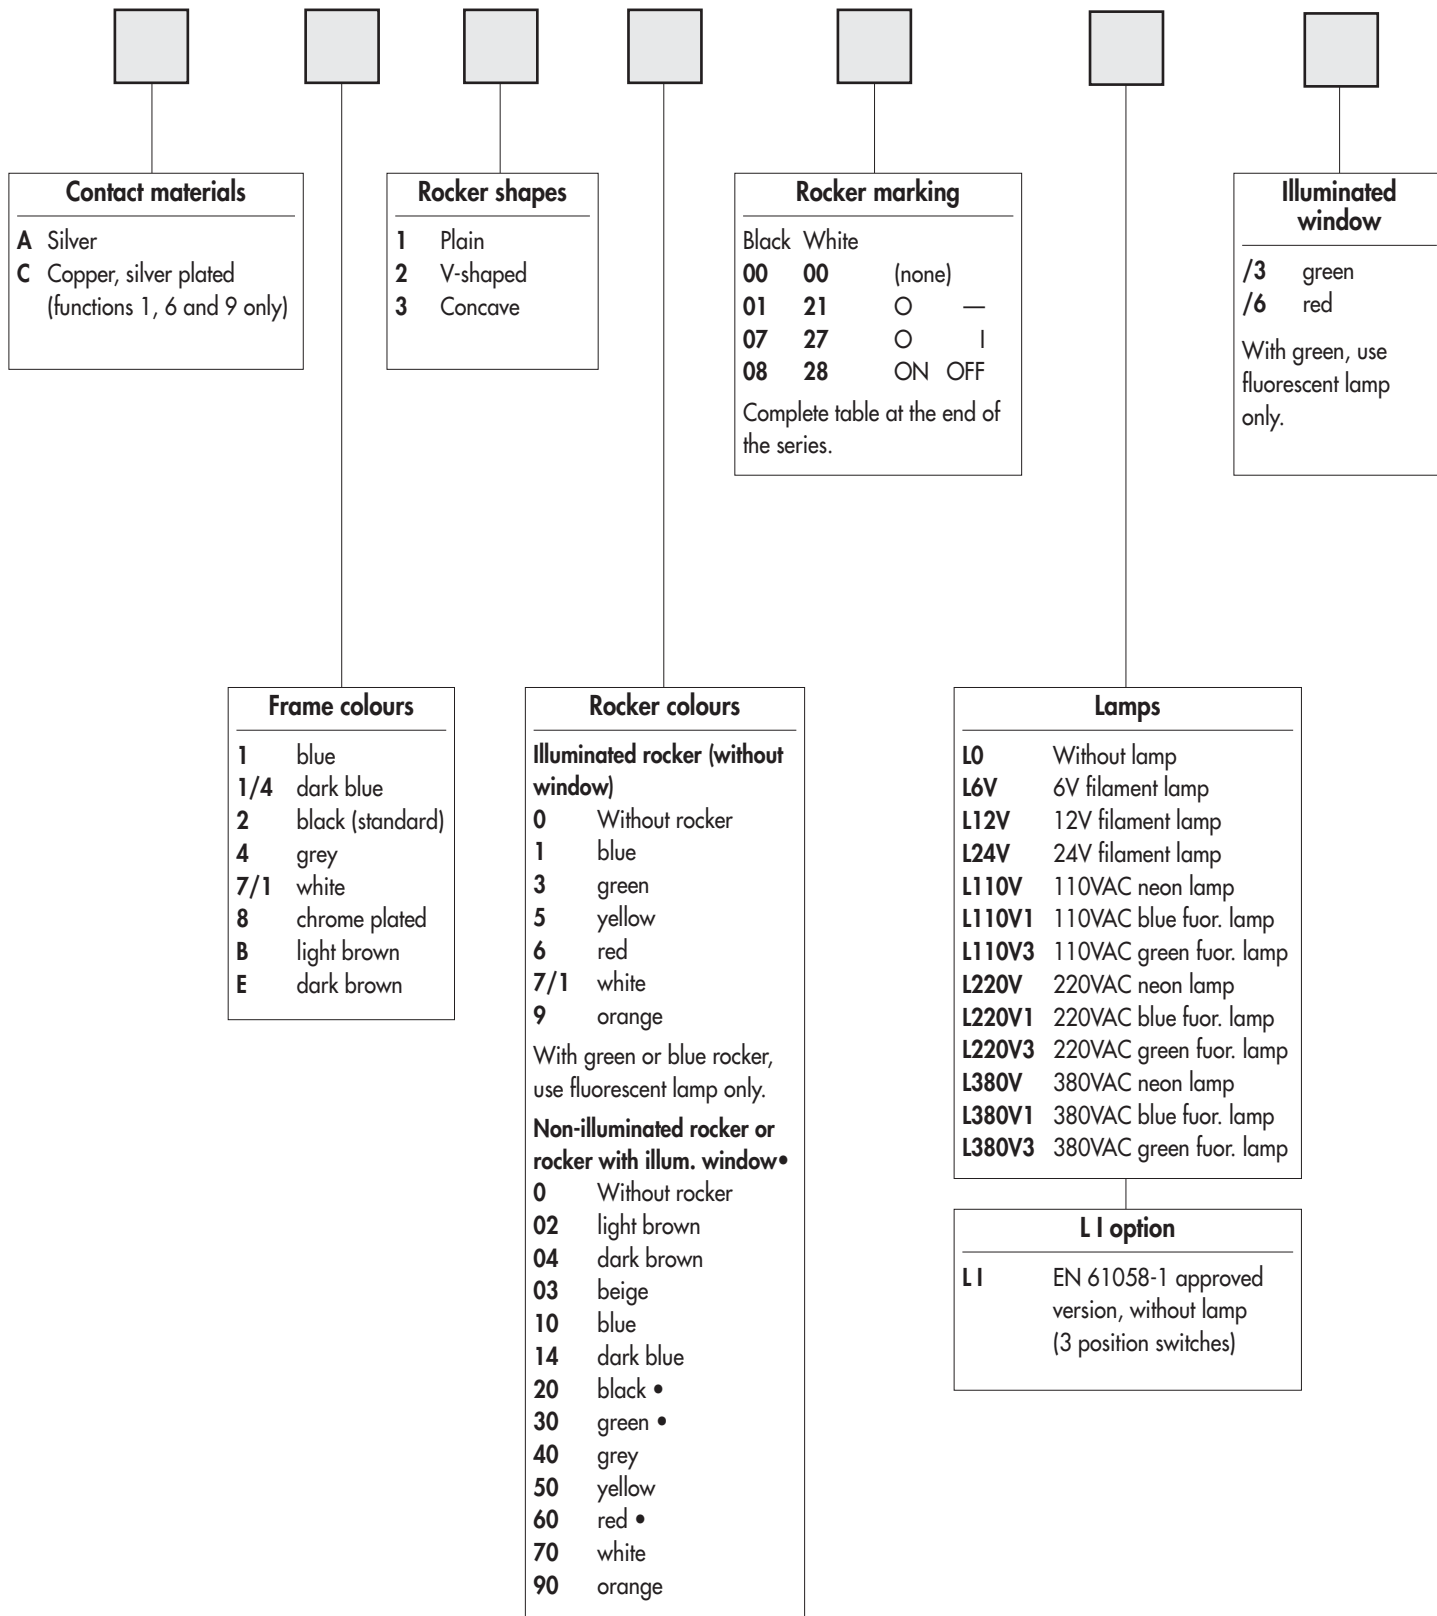 Contact materials
A Silver
C Copper, silver plated
(functions 1, 6 and 9 only)
Rocker shapes
1 Plain
2 V-shaped
3 Concave
Rocker marking
Black White
00 00 (none)
01 21 O —
07 27 O I
08 28 ON OFF
Complete table at the end of
the series.
Illuminated
window
/3 green
/6 red
With green, use
fluorescent lamp
only.
Frame colours
1 blue
1/4 dark blue
2 black (standard)
4 grey
7/1 white
8 chrome plated
B light brown
E dark brown
Rocker colours
Illuminated rocker (without
window)
0 Without rocker
1 blue
3 green
5 yellow
6 red
7/1 white
9 orange
With green or blue rocker,
use fluorescent lamp only.
Non-illuminated rocker or
rocker with illum. window•
0 Without rocker
02 light brown
04 dark brown
03 beige
10 blue
14 dark blue
20 black •
30 green •
40 grey
50 yellow
60 red •
70 white
90 orange
Lamps
L0 Without lamp
L6V 6V filament lamp
L12V 12V filament lamp
L24V 24V filament lamp
L110V 110VAC neon lamp
L110V1 110VAC blue fuor. lamp
L110V3 110VAC green fuor. lamp
L220V 220VAC neon lamp
L220V1 220VAC blue fuor. lamp
L220V3 220VAC green fuor. lamp
L380V 380VAC neon lamp
L380V1 380VAC blue fuor. lamp
L380V3 380VAC green fuor. lamp
L I option
L I EN 61058-1 approved
version, without lamp
(3 position switches)